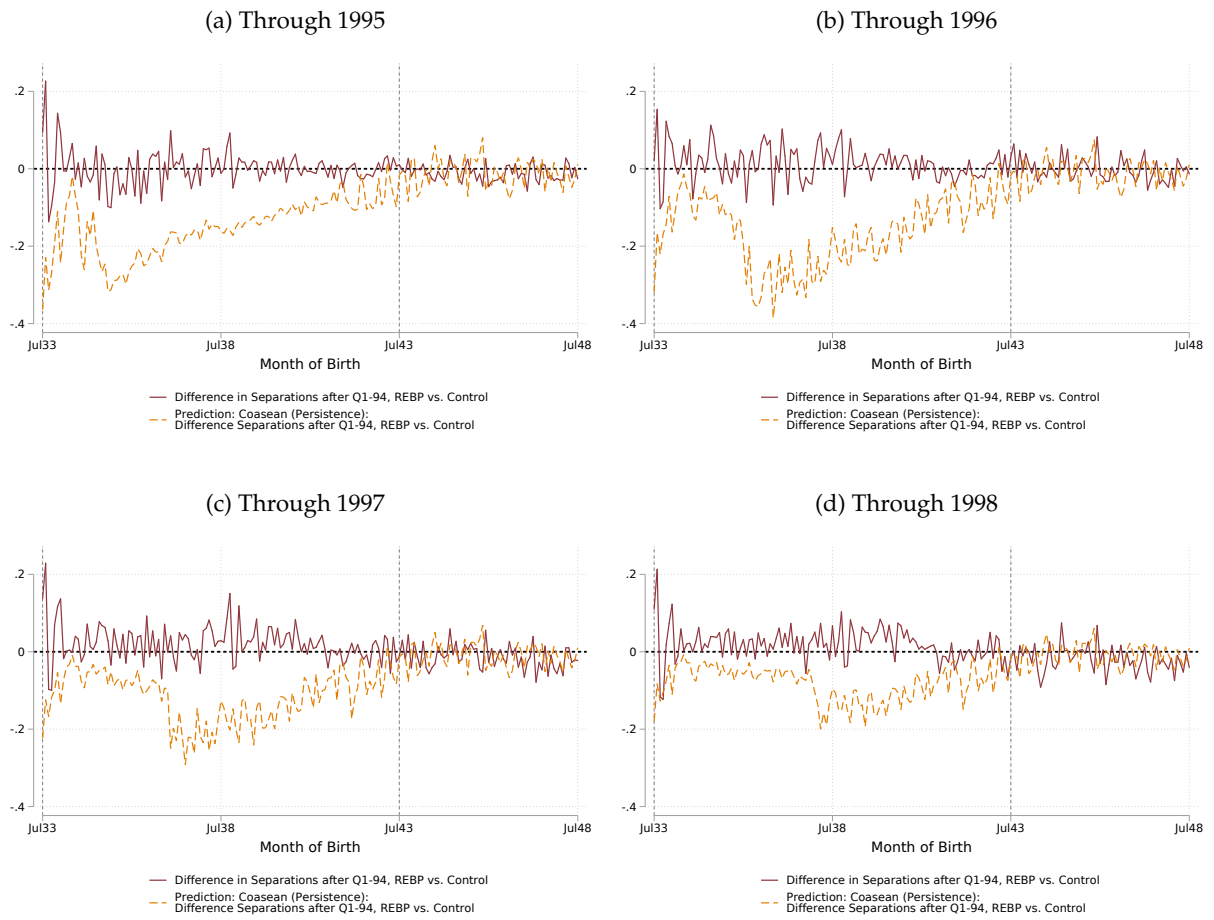 (a) Through 1995
.2
0
-.2
-.4
Jul33
Jul38
Jul43
Jul48
Month of Birth
Difference in Separations after Q1-94, REBP vs. Control
Prediction: Coasean (Persistence):
Difference Separations after Q1-94, REBP vs. Control
(b) Through 1996
.2
0
-.2
-.4
Jul33
Jul38
Jul43
Jul48
Month of Birth
Difference in Separations after Q1-94, REBP vs. Control
Prediction: Coasean (Persistence):
Difference Separations after Q1-94, REBP vs. Control
(c) Through 1997
.2
0
-.2
-.4
Jul33
Jul38
Jul43
Jul48
Month of Birth
Difference in Separations after Q1-94, REBP vs. Control
Prediction: Coasean (Persistence):
Difference Separations after Q1-94, REBP vs. Control
(d) Through 1998
.2
0
-.2
-.4
Jul33
Jul38
Jul43
Jul48
Month of Birth
Difference in Separations after Q1-94, REBP vs. Control
Prediction: Coasean (Persistence):
Difference Separations after Q1-94, REBP vs. Control